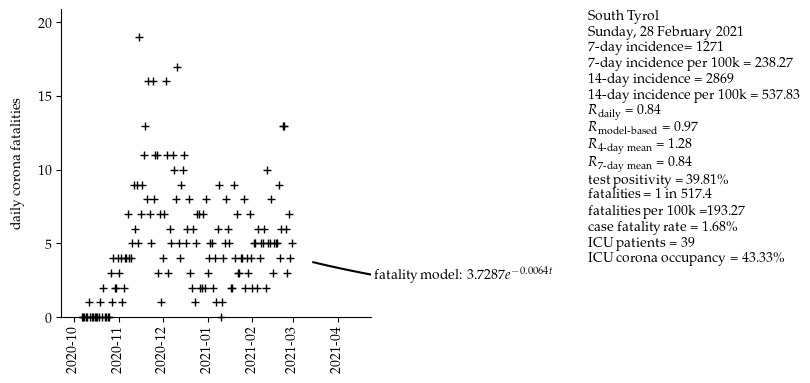 South Tyrol
Sunday, 28 February 2021
7-day incidence= 1271
7-day incidence per 100k = 238.27
14-day incidence = 2869
14-day incidence per 100k = 537.83
R_daily = 0.84
R_model-based = 0.97
R_4-day mean = 1.28
R_7-day mean = 0.84
test positivity = 39.81%
fatalities = 1 in 517.4
fatalities per 100k =193.27
case fatality rate = 1.68%
ICU patients = 39
ICU corona occupancy = 43.33%
daily corona fatalities
20
15
10
5
0
fatality model: 3.7287e^{-0.0064t}
2020-10
2020-11
2020-12
2021-01
2021-02
2021-03
2021-04